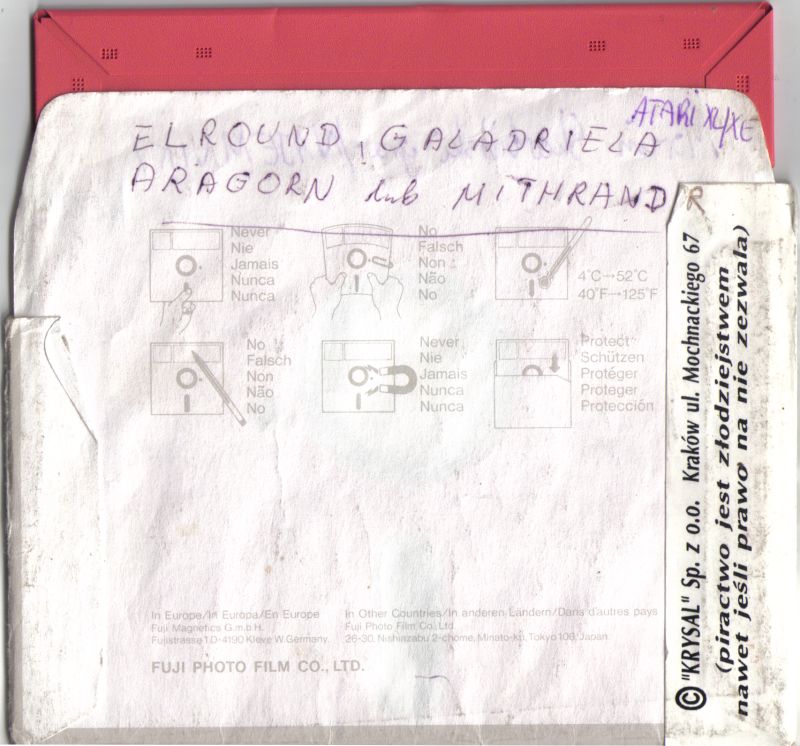 ATARI XL/XE
ELROUND, GALADRIELA
ARAGORN lub MITHRANDIR
Never
Nie
Jamais
Nunca
Nunca
No
Falsch
Non
Não
No
4°C→52°C
40°F→125°F
No
Falsch
Non
Não
No
Never
Nie
Jamais
Nunca
Nunca
Protect
Schützen
Protéger
Proteger
Protección
In Europe/In Europa/En Europe
Fuji Magnetics G.m.b.H.
Fujistrasse 1 D-4190 Kleve W.Germany.
In Other Countries/In anderen Ländern/Dans d'autres pays
Fuji Photo Film Co., Ltd.
26-30, Nishinzabu 2-chome, Minato-ku, Tokyo 106, Japan
FUJI PHOTO FILM CO., LTD.
© "KRYSAL" Sp. z o.o. Kraków ul. Mochnackiego 67
(piractwo jest złodziejstwem
nawet jeśli prawo na nie zezwala)